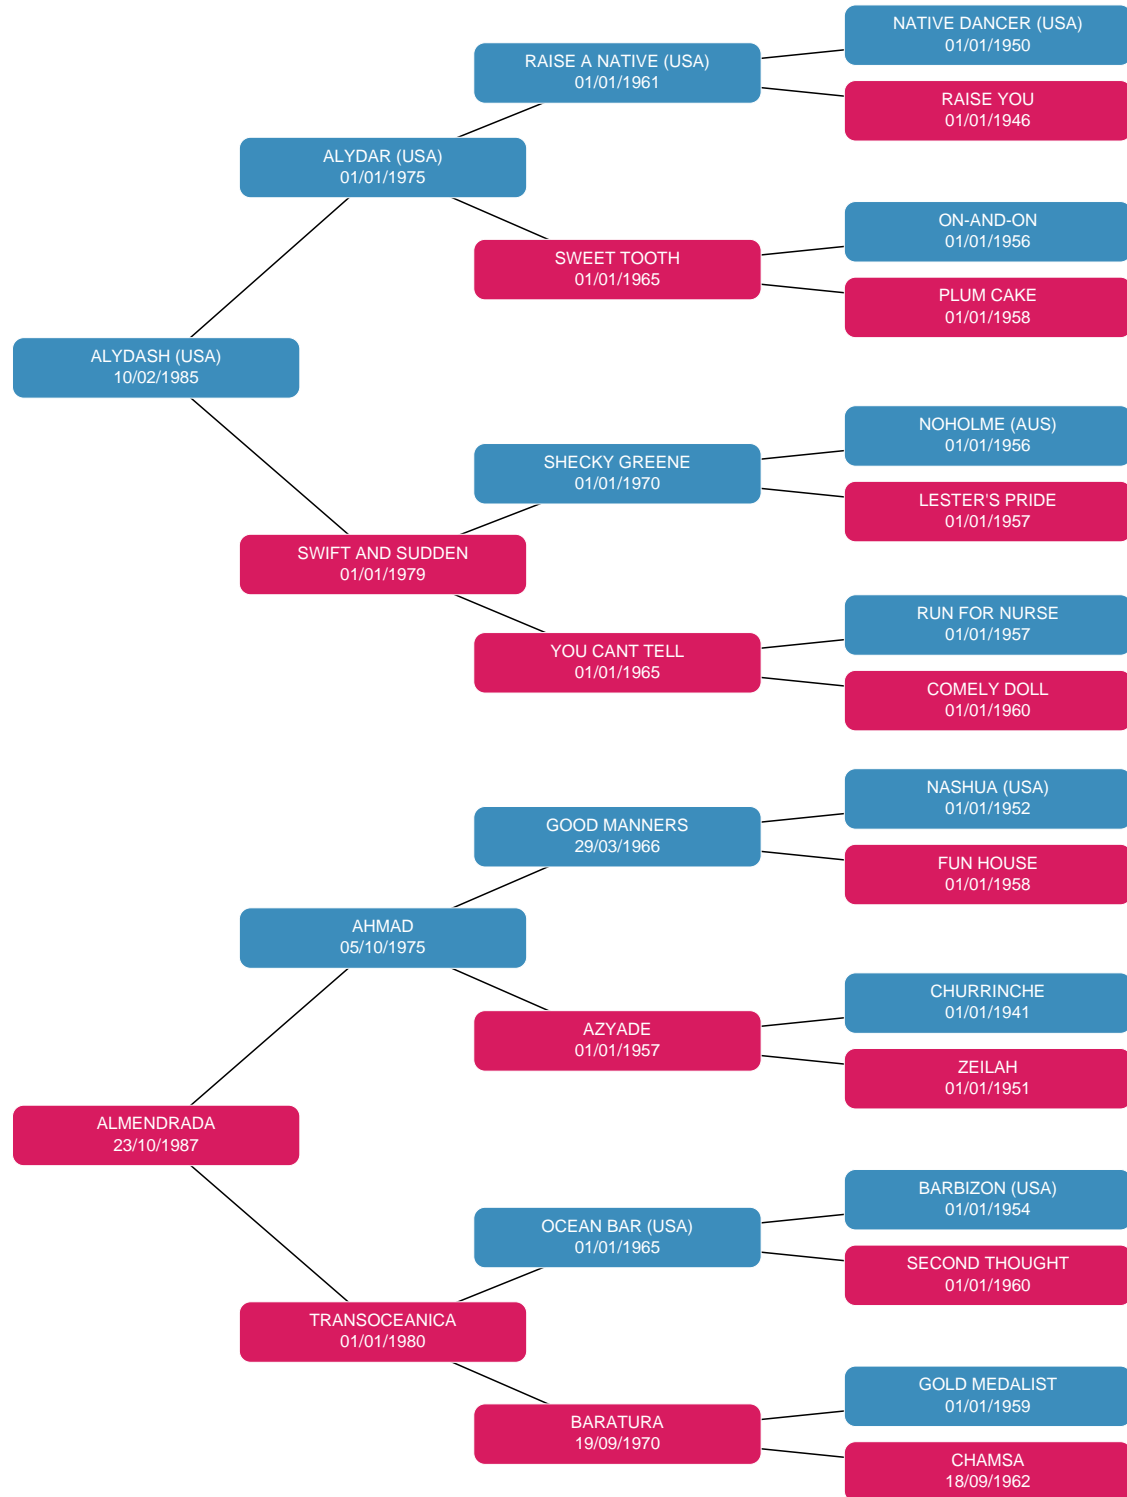 NATIVE DANCER (USA)
01/01/1950
RAISE A NATIVE (USA)
01/01/1961
RAISE YOU
01/01/1946
ALYDAR (USA)
01/01/1975
ON-AND-ON
01/01/1956
SWEET TOOTH
01/01/1965
PLUM CAKE
01/01/1958
ALYDASH (USA)
10/02/1985
NOHOLME (AUS)
01/01/1956
SHECKY GREENE
01/01/1970
LESTER'S PRIDE
01/01/1957
SWIFT AND SUDDEN
01/01/1979
RUN FOR NURSE
01/01/1957
YOU CANT TELL
01/01/1965
COMELY DOLL
01/01/1960
NASHUA (USA)
01/01/1952
GOOD MANNERS
29/03/1966
FUN HOUSE
01/01/1958
AHMAD
05/10/1975
CHURRINCHE
01/01/1941
AZYADE
01/01/1957
ZEILAH
01/01/1951
ALMENDRADA
23/10/1987
BARBIZON (USA)
01/01/1954
OCEAN BAR (USA)
01/01/1965
SECOND THOUGHT
01/01/1960
TRANSOCEANICA
01/01/1980
GOLD MEDALIST
01/01/1959
BARATURA
19/09/1970
CHAMSA
18/09/1962